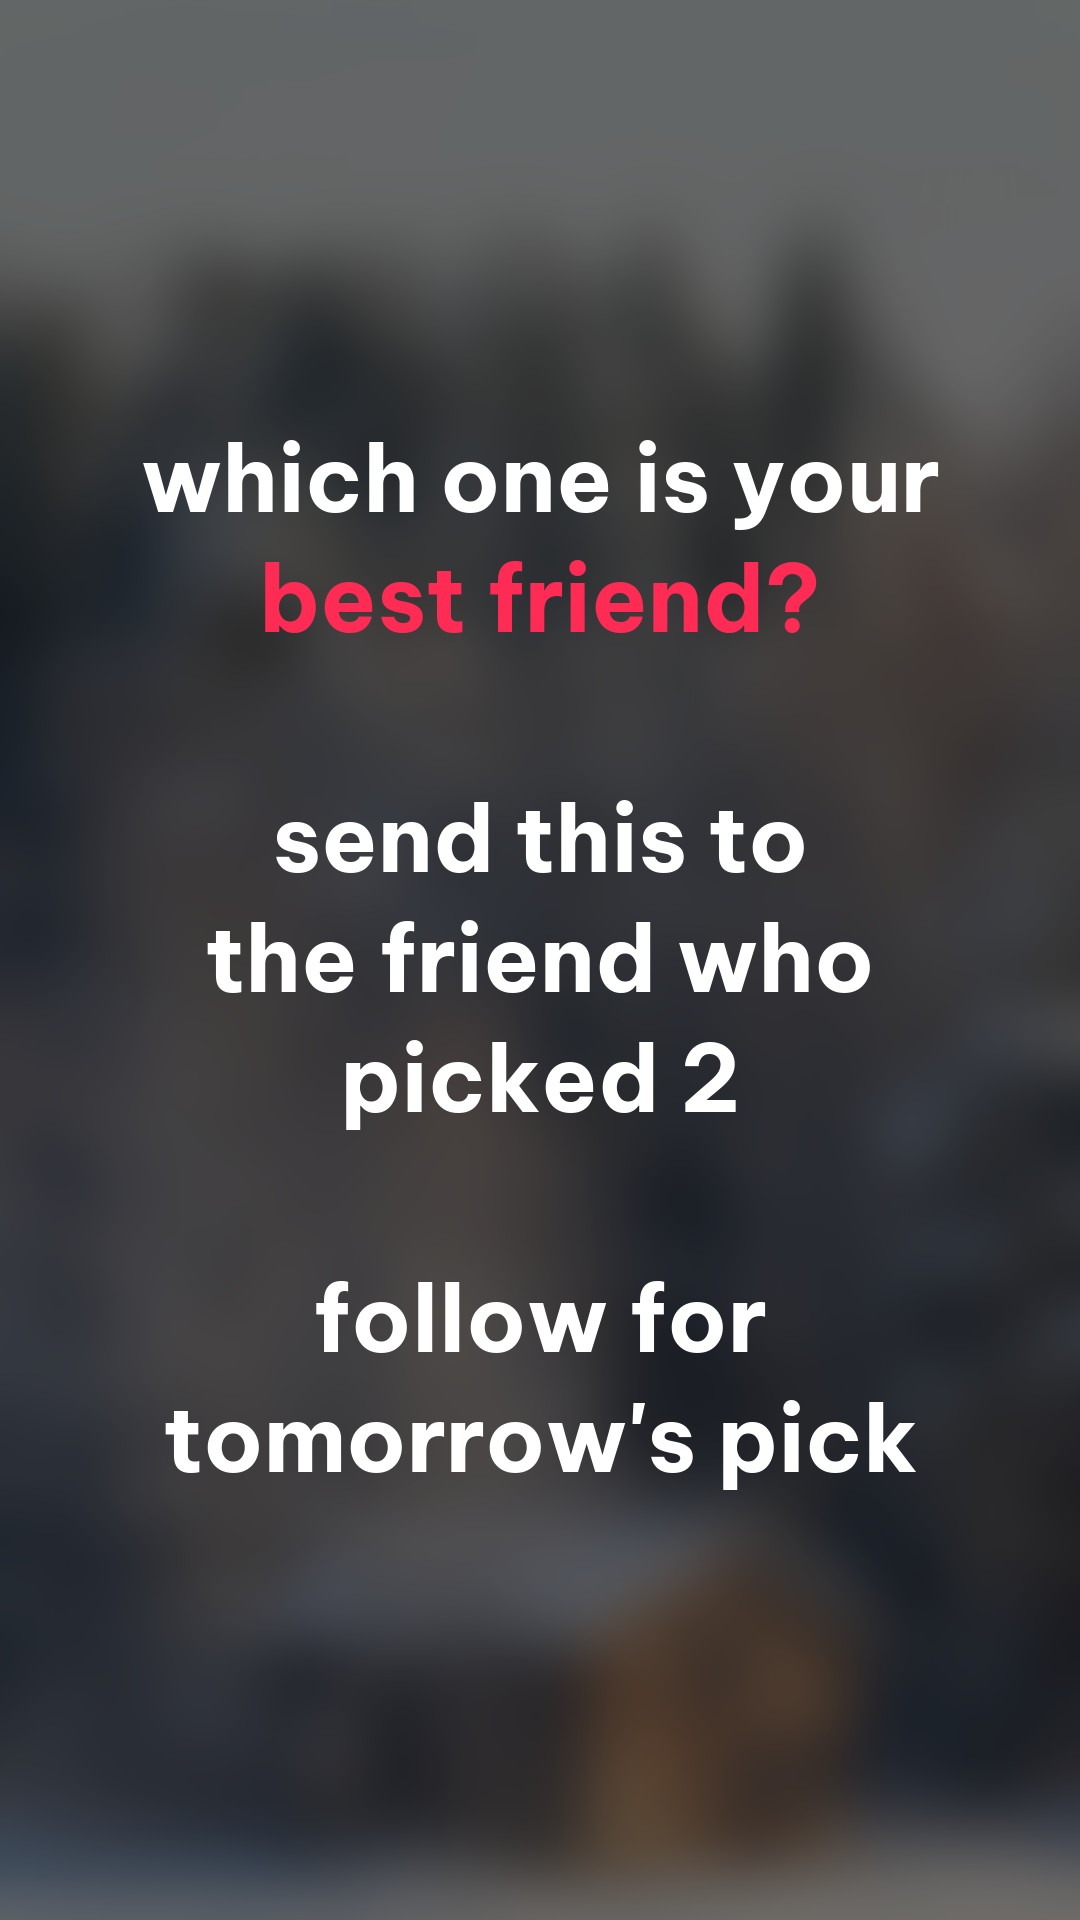 which one is your
best friend?
send this to
the friend who
picked 2
follow for
tomorrow's pick